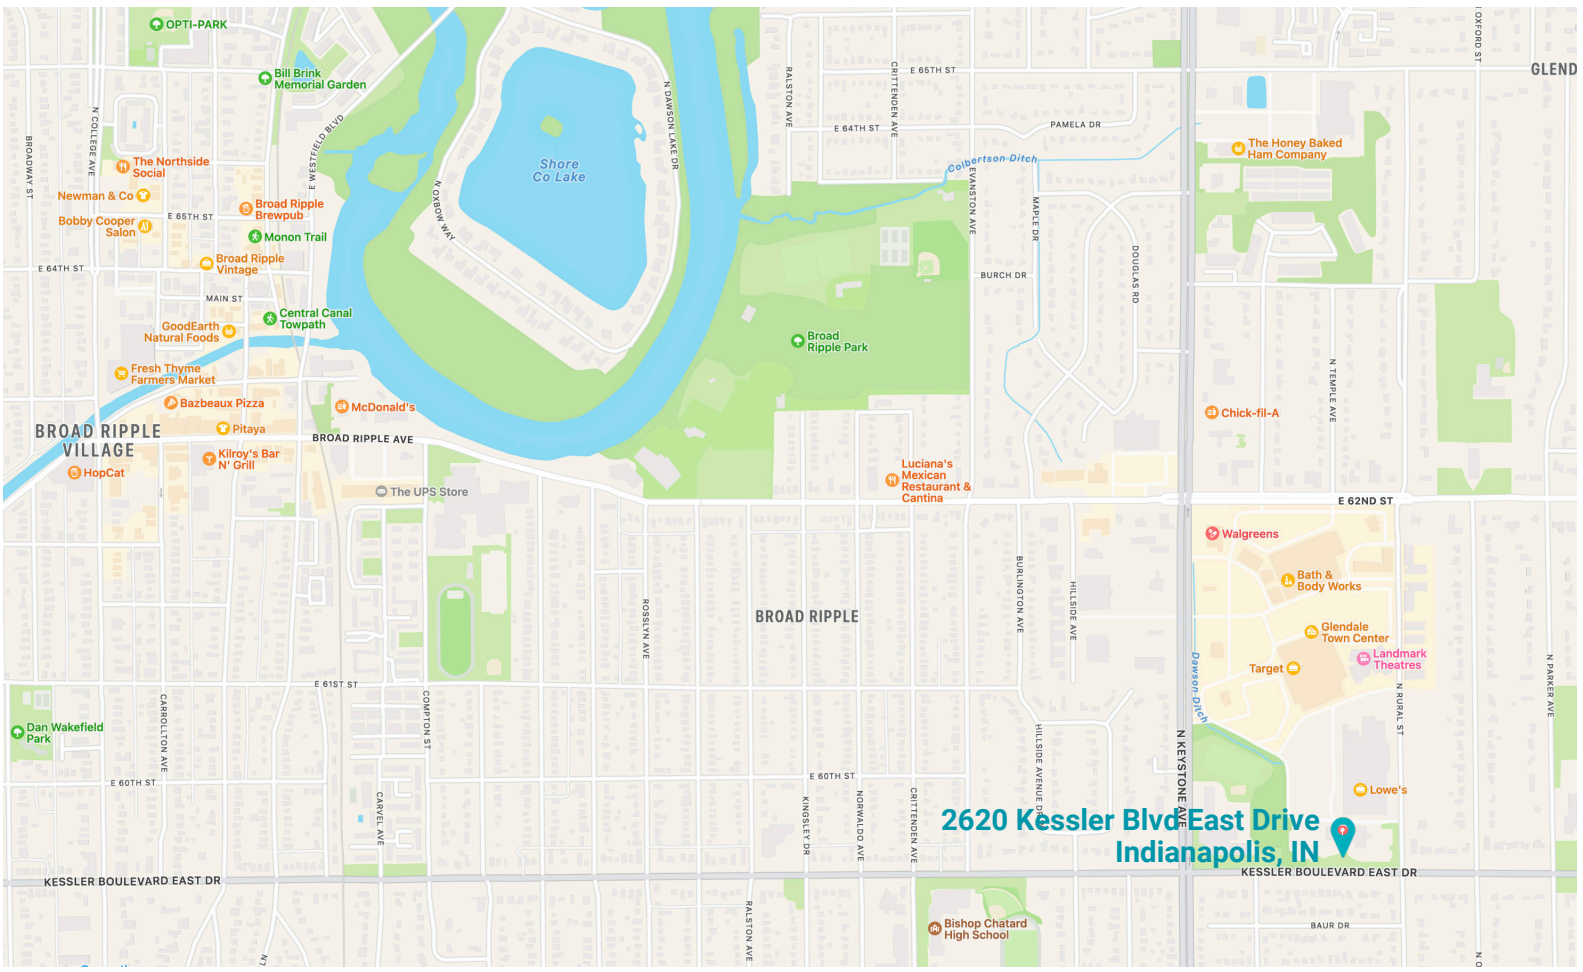 OPTI-PARK
Bill Brink
Memorial Garden
N COLLEGE AVE
BROADWAY ST
E WESTFIELD BLVD
The Northside
Social
Newman & Co
Bobby Cooper
Salon
E 65TH ST
Broad Ripple
Brewpub
Monon Trail
Broad Ripple
Vintage
E 64TH ST
MAIN ST
Central Canal
Towpath
GoodEarth
Natural Foods
Fresh Thyme
Farmers Market
Bazbeaux Pizza
McDonald's
Pitaya
BROAD RIPPLE
VILLAGE
BROAD RIPPLE AVE
Kilroy's Bar
N' Grill
HopCat
The UPS Store
Shore
Co Lake
N OXBOW WAY
N DAWSON LAKE DR
RALSTON AVE
CRITTENDEN AVE
E 65TH ST
E 64TH ST
PAMELA DR
Colbertson Ditch
EVANSTON AVE
MAPLE DR
DOUGLAS RD
BURCH DR
Broad
Ripple Park
Luciana's
Mexican
Restaurant &
Cantina
OXFORD ST
GLEND
The Honey Baked
Ham Company
N TEMPLE AVE
Chick-fil-A
E 62ND ST
Walgreens
Bath &
Body Works
Glendale
Town Center
Landmark
Theatres
Target
Dawson Ditch
N RURAL ST
N PARKER AVE
Lowe's
BROAD RIPPLE
ROSSLYN AVE
BURLINGTON AVE
HILLSIDE AVE
E 61ST ST
Dan Wakefield
Park
CARROLLTON AVE
COMPTON ST
E 60TH ST
CARVEL AVE
E 60TH ST
KINGSLEY DR
NORWALDO AVE
CRITTENDEN AVE
HILLSIDE AVENUE D
N KEYSTONE AVE
2620 Kessler Blvd East Drive
Indianapolis, IN
KESSLER BOULEVARD EAST DR
KESSLER BOULEVARD EAST DR
RALSTON AVE
Bishop Chatard
High School
BAUR DR
LN
N O